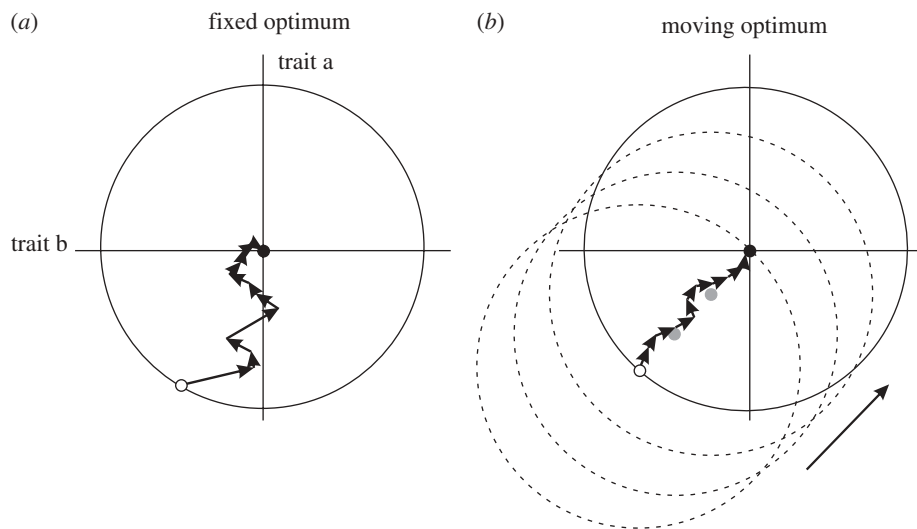 (a)
fixed optimum
trait a
trait b
(b)
moving optimum